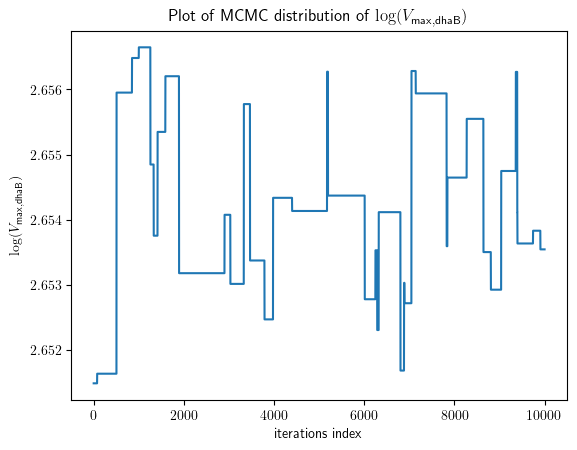 Plot of MCMC distribution of log(V_max,dhaB)
2.656
2.655
2.654
2.653
2.652
log(V_max,dhaB)
0 2000 4000 6000 8000 10000
iterations index